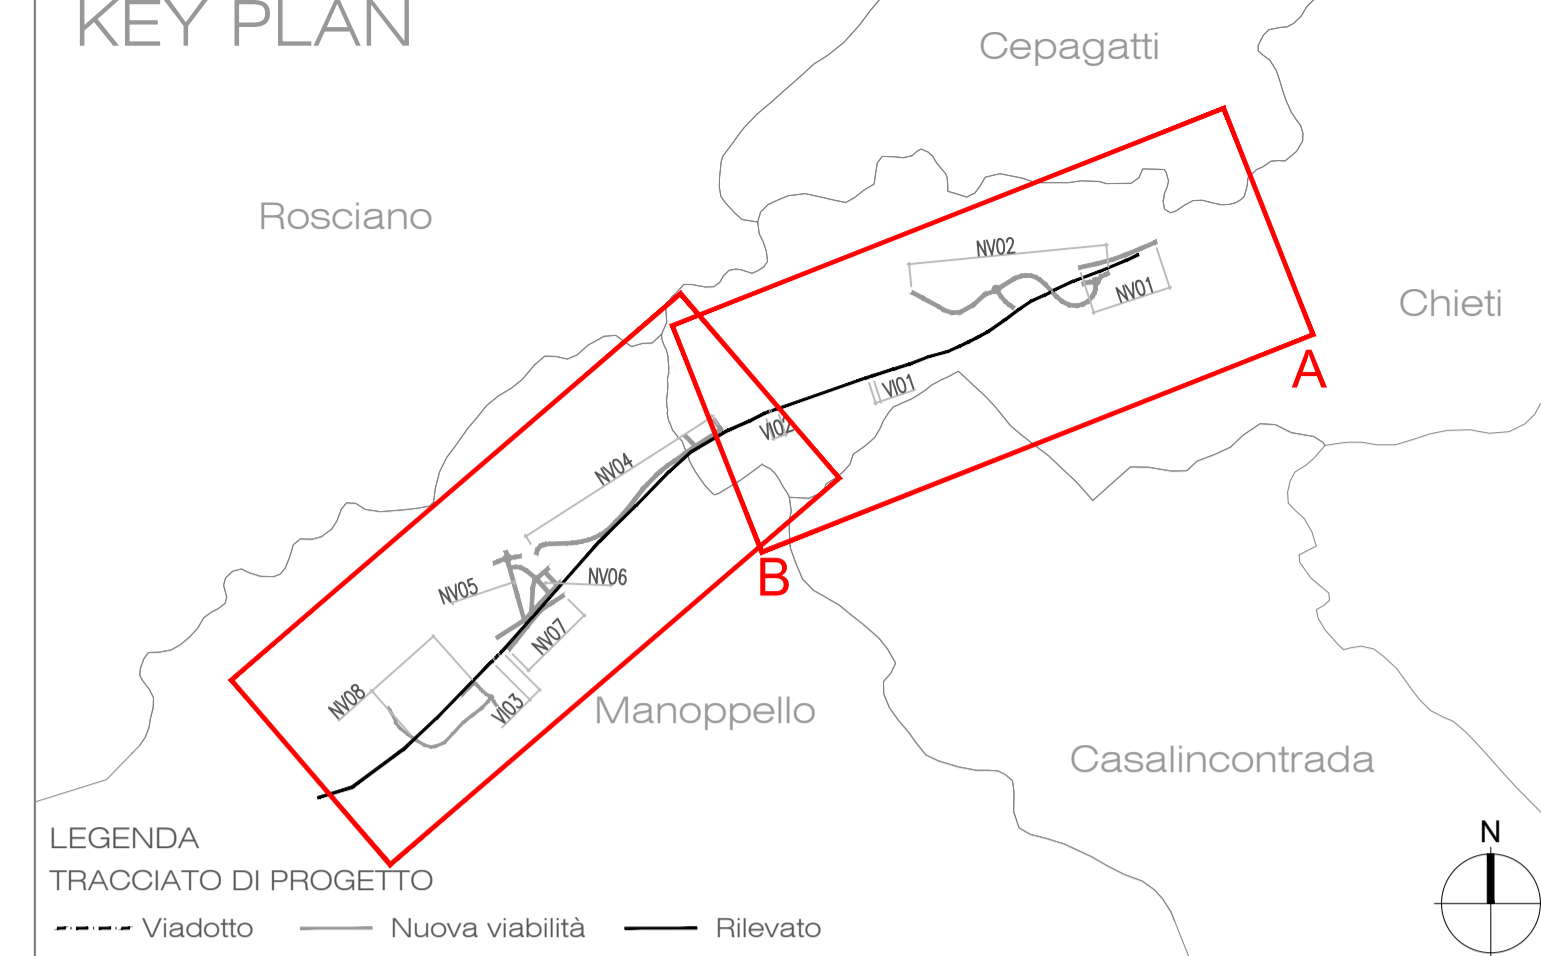 KEY PLAN
Cepagatti
Rosciano
NV02
NV01
Chieti
A
VI01
VI02
NV04
B
NV05
NV06
NV07
NV08
VI03
Manoppello
Casalincontrada
N
LEGENDA
TRACCIATO DI PROGETTO
Viadotto Nuova viabilità Rilevato